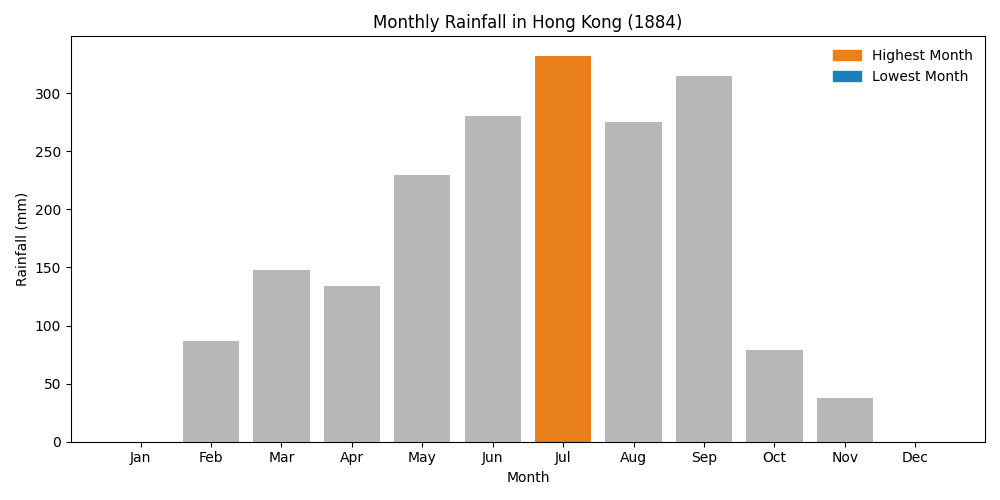 Monthly Rainfall in Hong Kong (1884)
Highest Month
Lowest Month
Rainfall (mm)
300
250
200
150
100
50
0
Jan Feb Mar Apr May Jun Jul Aug Sep Oct Nov Dec
Month